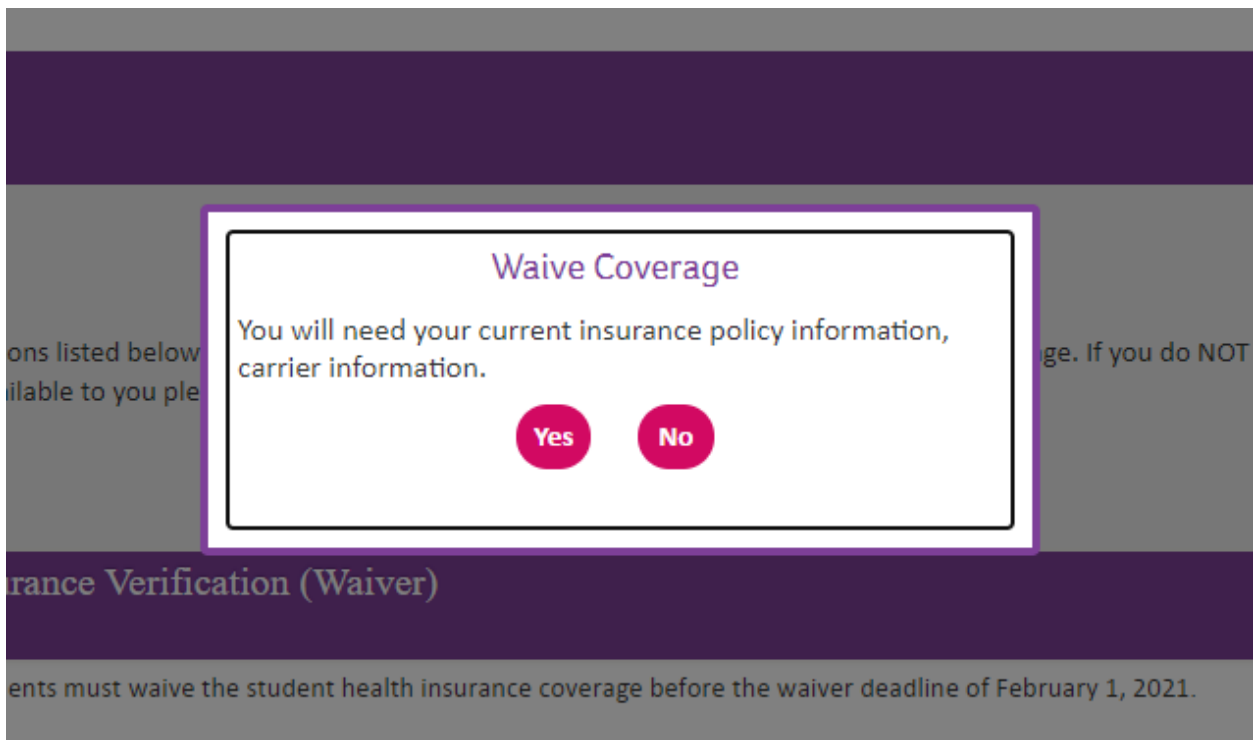 Waive Coverage
You will need your current insurance policy information,
carrier information.
ons listed below
ge. If you do NOT
ilable to you ple
Yes No
rance Verification (Waiver)
ents must waive the student health insurance coverage before the waiver deadline of February 1, 2021.